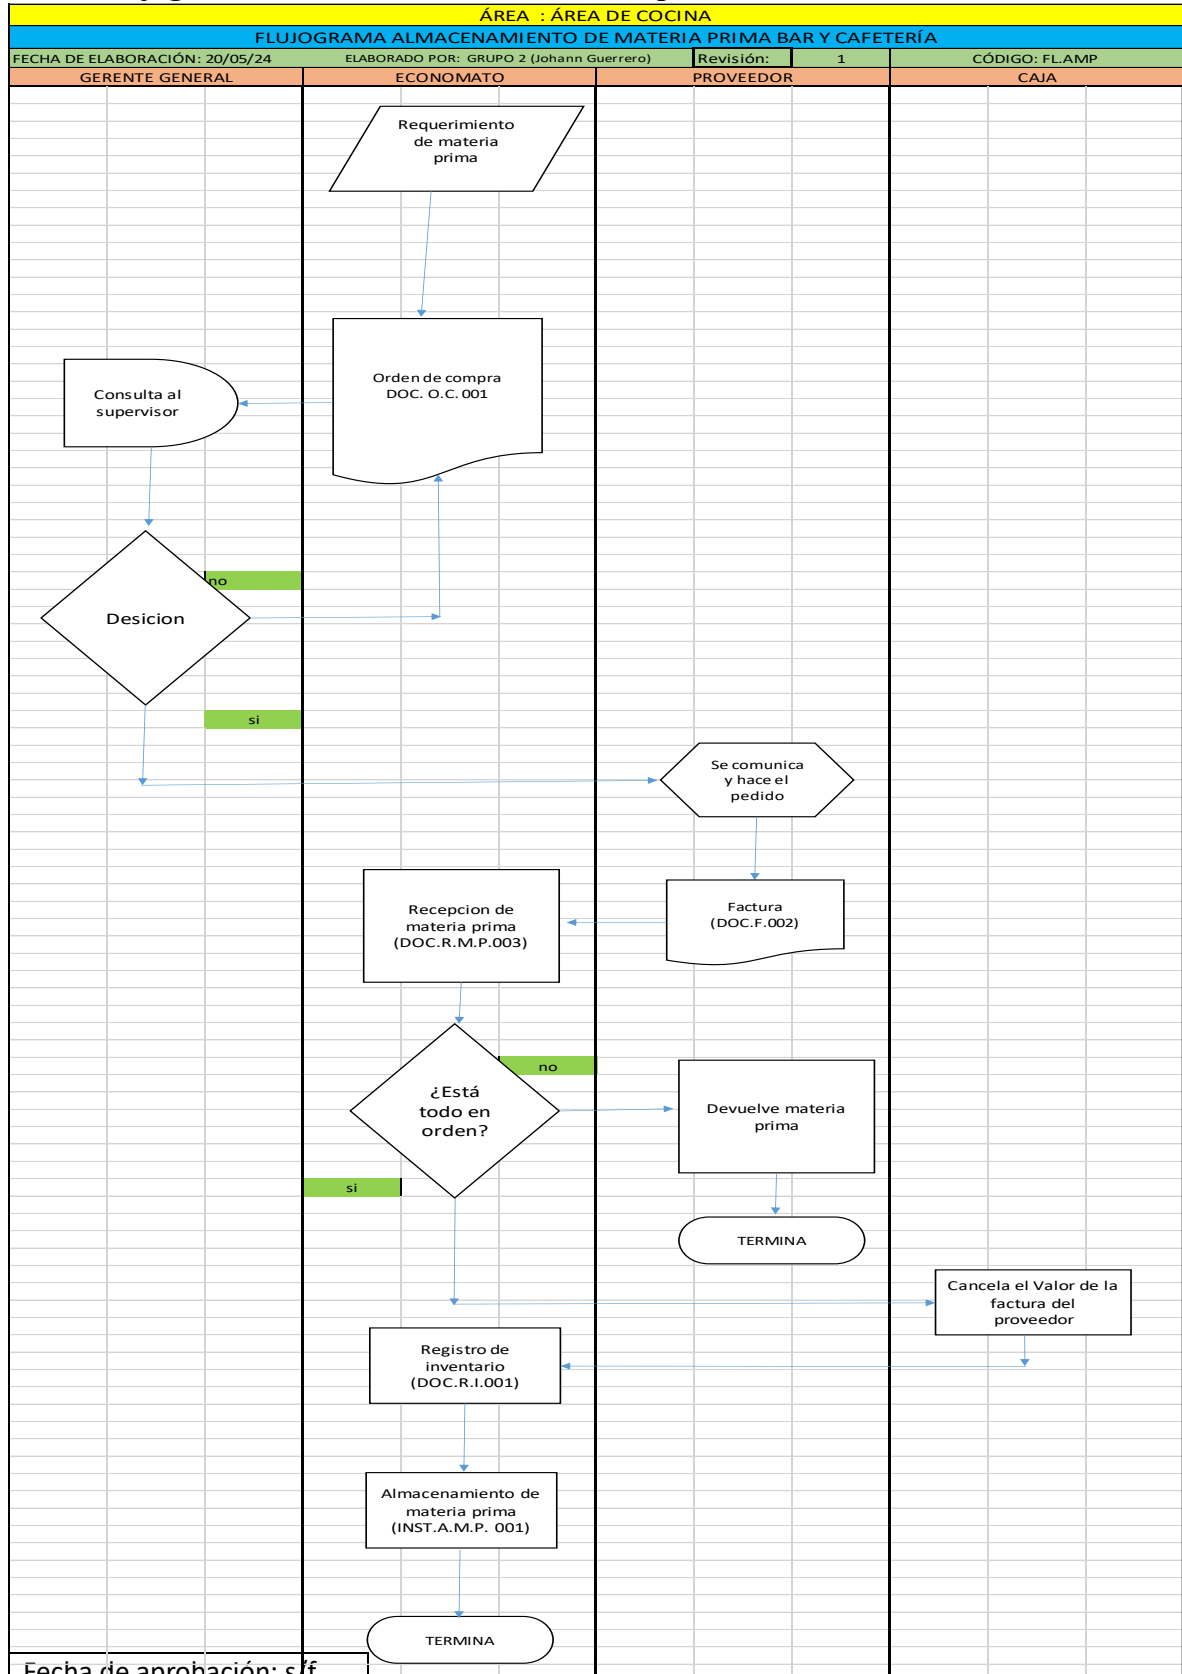 ÁREA : ÁREA DE COCINA
FLUJOGRAMA ALMACENAMIENTO DE MATERIA PRIMA BAR Y CAFETERÍA
FECHA DE ELABORACIÓN: 20/05/24
ELABORADO POR: GRUPO 2 (Johann Guerrero)
Revisión:
1
CÓDIGO: FL.AMP
GERENTE GENERAL
ECONOMATO
PROVEEDOR
CAJA
Requerimiento
de materia
prima
Orden de compra
DOC. O.C. 001
Consulta al
supervisor
no
Desicion
si
Se comunica
y hace el
pedido
Factura
(DOC.F.002)
Recepcion de
materia prima
(DOC.R.M.P.003)
no
¿Está
todo en
orden?
Devuelve materia
prima
si
TERMINA
Cancela el Valor de la
factura del
proveedor
Registro de
inventario
(DOC.R.I.001)
Almacenamiento de
materia prima
(INST.A.M.P. 001)
TERMINA
Fecha de aprobación: s/f